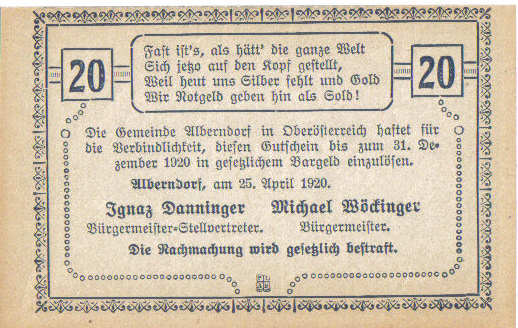 20
20
Fast ist's, als hätt' die ganze Welt
Sich jetzo auf den Kopf gestellt,
Weil heut uns Silber fehlt und Gold
Wir Notgeld geben hin als Sold!
Die Gemeinde Alberndorf in Oberösterreich haftet für
die Verbindlichkeit, diesen Gutschein bis zum 31. De-
zember 1920 in gesetzlichem Bargeld einzulösen.
Alberndorf, am 25. April 1920.
Ignaz Danninger Michael Wöckinger
Bürgermeister-Stellvertreter. Bürgermeister.
Die Nachmachung wird gesetzlich bestraft.